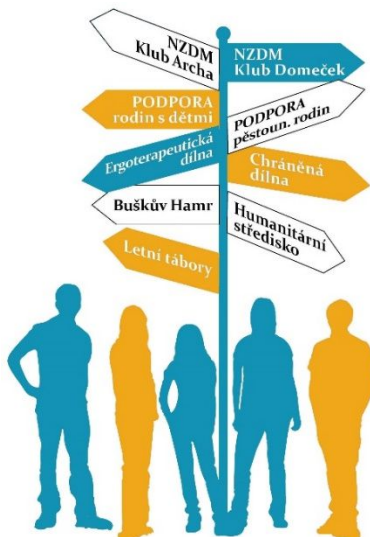 NZDM
Klub Archa
NZDM
Klub Domeček
PODPORA
rodin s dětmi
PODPORA
pěstoun. rodin
Ergoterapeutická
dílna
Chráněná
dílna
Buškův Hamr
Humanitární
středisko
Letní tábory